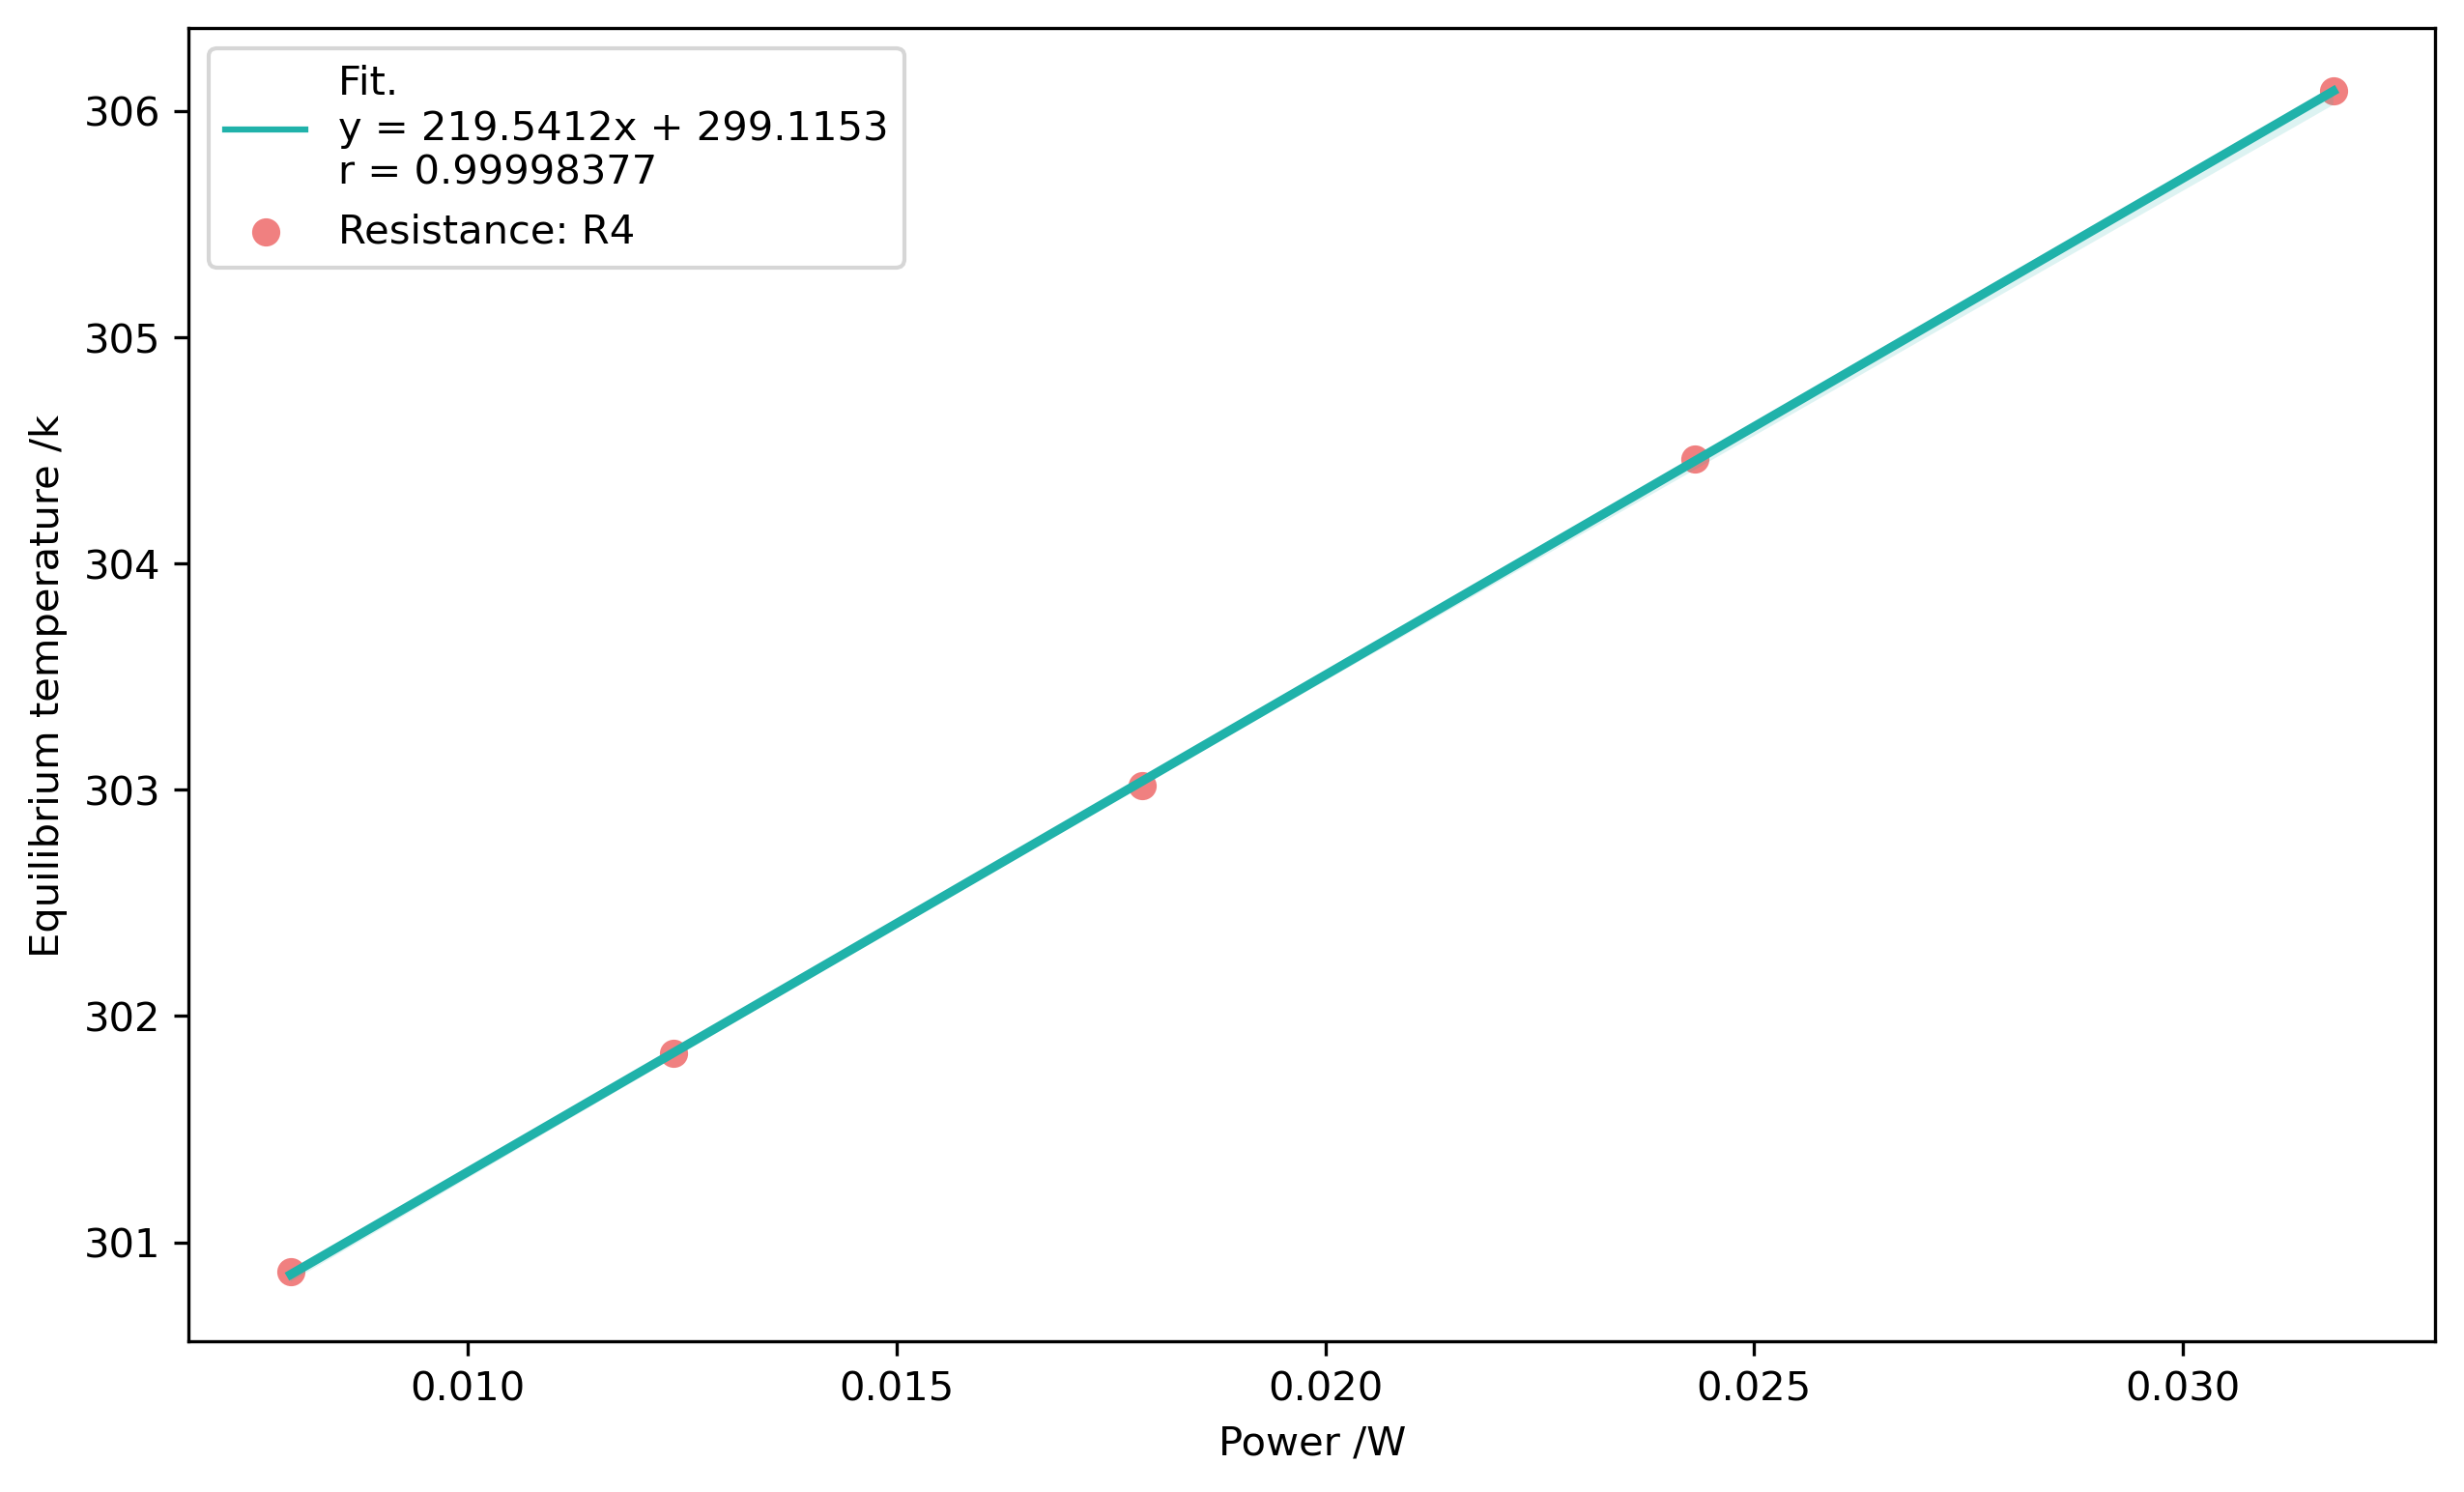 Fit.
y = 219.5412x + 299.1153
r = 0.99998377
Resistance: R4
306
305
304
303
302
301
Equilibrium temperature /k
0.010 0.015 0.020 0.025 0.030
Power /W